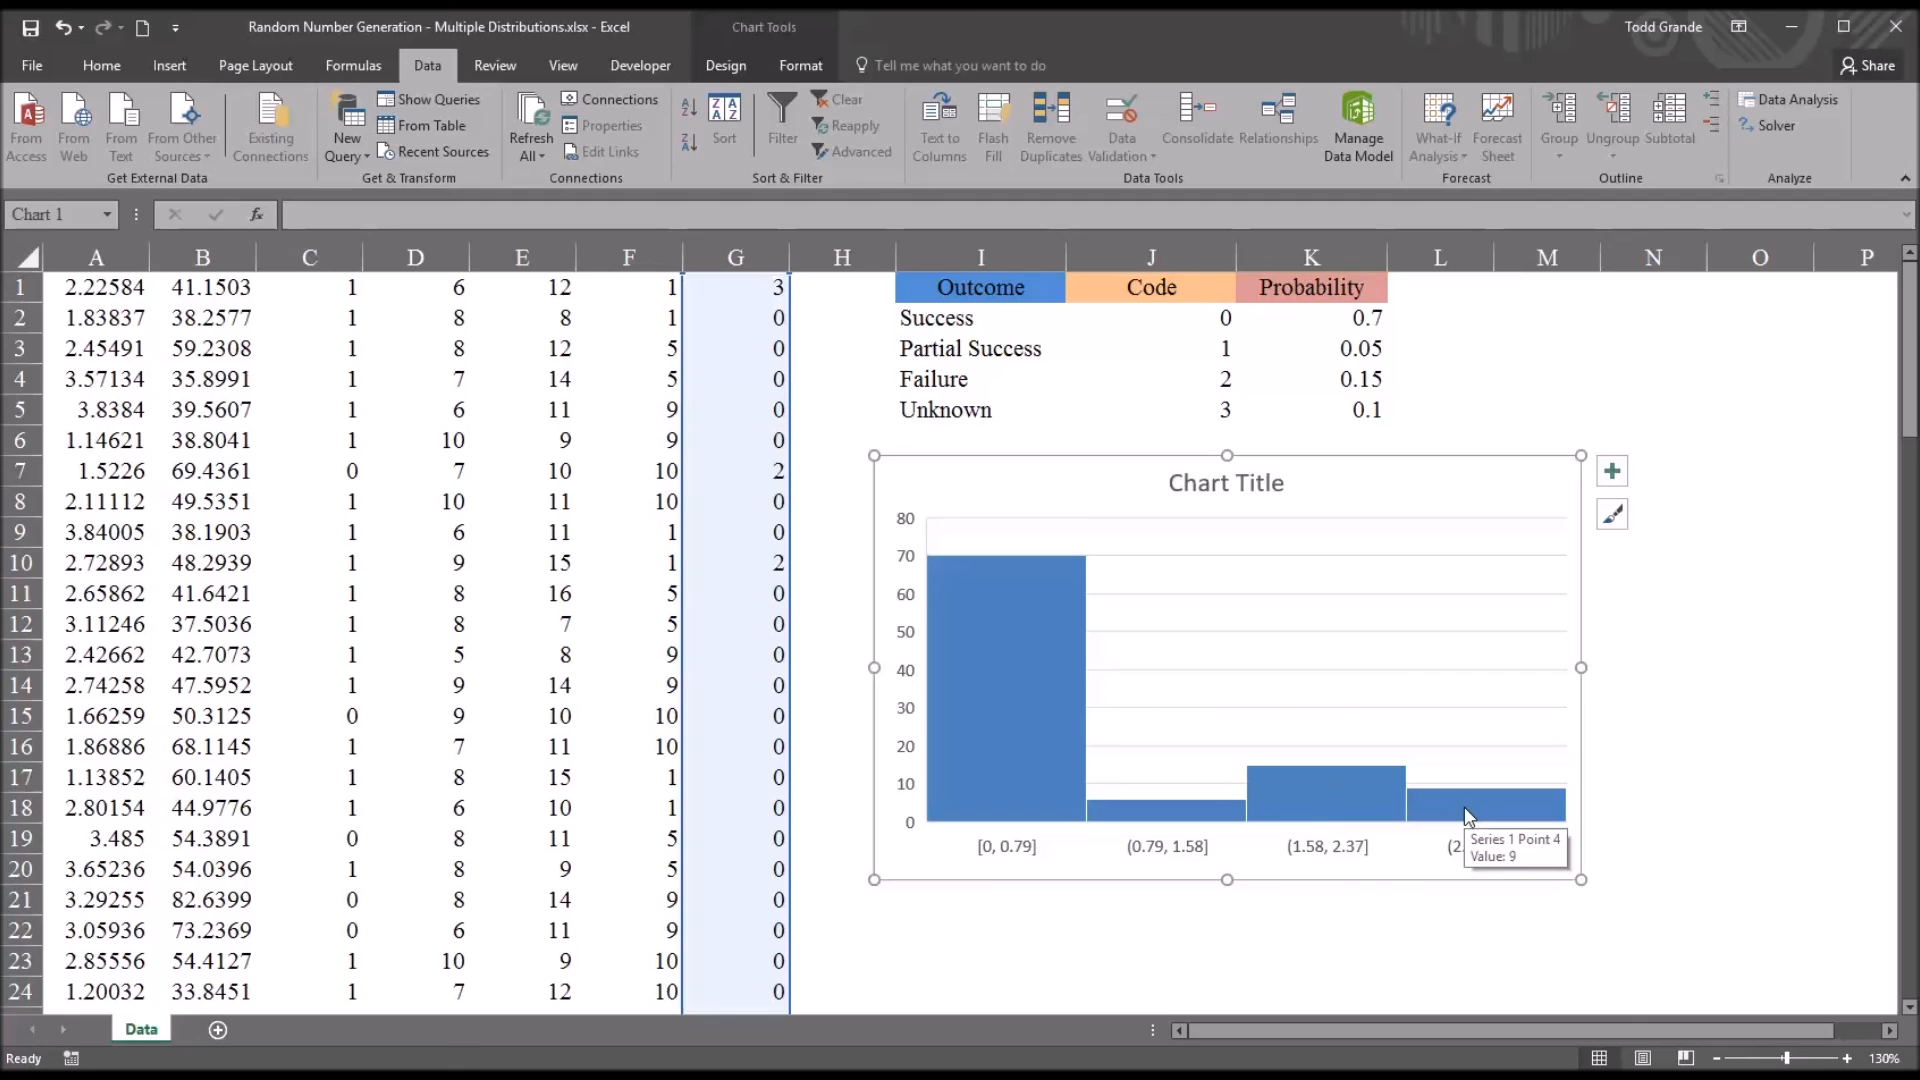 Random Number Generation - Multiple Distributions.xlsx - Excel
Chart Tools
Todd Grande
File Home Insert Page Layout Formulas Data Review View Developer Design Format Tell me what you want to do Share
From Access
From Web
From Text
From Other Sources
Existing Connections
Get External Data
New Query
Show Queries
From Table
Recent Sources
Get & Transform
Refresh All
Connections
Properties
Edit Links
Connections
Sort
Filter
Clear
Reapply
Advanced
Sort & Filter
Text to Columns
Flash Fill
Remove Duplicates
Data Validation
Consolidate
Relationships
Manage Data Model
Data Tools
What-If Analysis
Forecast Sheet
Forecast
Group
Ungroup
Subtotal
Outline
Data Analysis
Solver
Analyze
Chart 1
fx
A B C D E F G H I J K L M N O P
1 2.22584 41.1503 1 6 12 1 3 Outcome Code Probability
2 1.83837 38.2577 1 8 8 1 0 Success 0 0.7
3 2.45491 59.2308 1 8 12 5 0 Partial Success 1 0.05
4 3.57134 35.8991 1 7 14 5 0 Failure 2 0.15
5 3.8384 39.5607 1 6 11 9 0 Unknown 3 0.1
6 1.14621 38.8041 1 10 9 9 0
7 1.5226 69.4361 0 7 10 10 2
8 2.11112 49.5351 1 10 11 10 0
9 3.84005 38.1903 1 6 11 1 0
10 2.72893 48.2939 1 9 15 1 2
11 2.65862 41.6421 1 8 16 5 0
12 3.11246 37.5036 1 8 7 5 0
13 2.42662 42.7073 1 5 8 9 0
14 2.74258 47.5952 1 9 14 9 0
15 1.66259 50.3125 0 9 10 10 0
16 1.86886 68.1145 1 7 11 10 0
17 1.13852 60.1405 1 8 15 1 0
18 2.80154 44.9776 1 6 10 1 0
19 3.485 54.3891 0 8 11 5 0
20 3.65236 54.0396 1 8 9 5 0
21 3.29255 82.6399 0 8 14 9 0
22 3.05936 73.2369 0 6 11 9 0
23 2.85556 54.4127 1 10 9 10 0
24 1.20032 33.8451 1 7 12 10 0
Chart Title
80
70
60
50
40
30
20
10
0
[0, 0.79] (0.79, 1.58] (1.58, 2.37] (2.
Series 1 Point 4
Value: 9
Data
Ready
130%